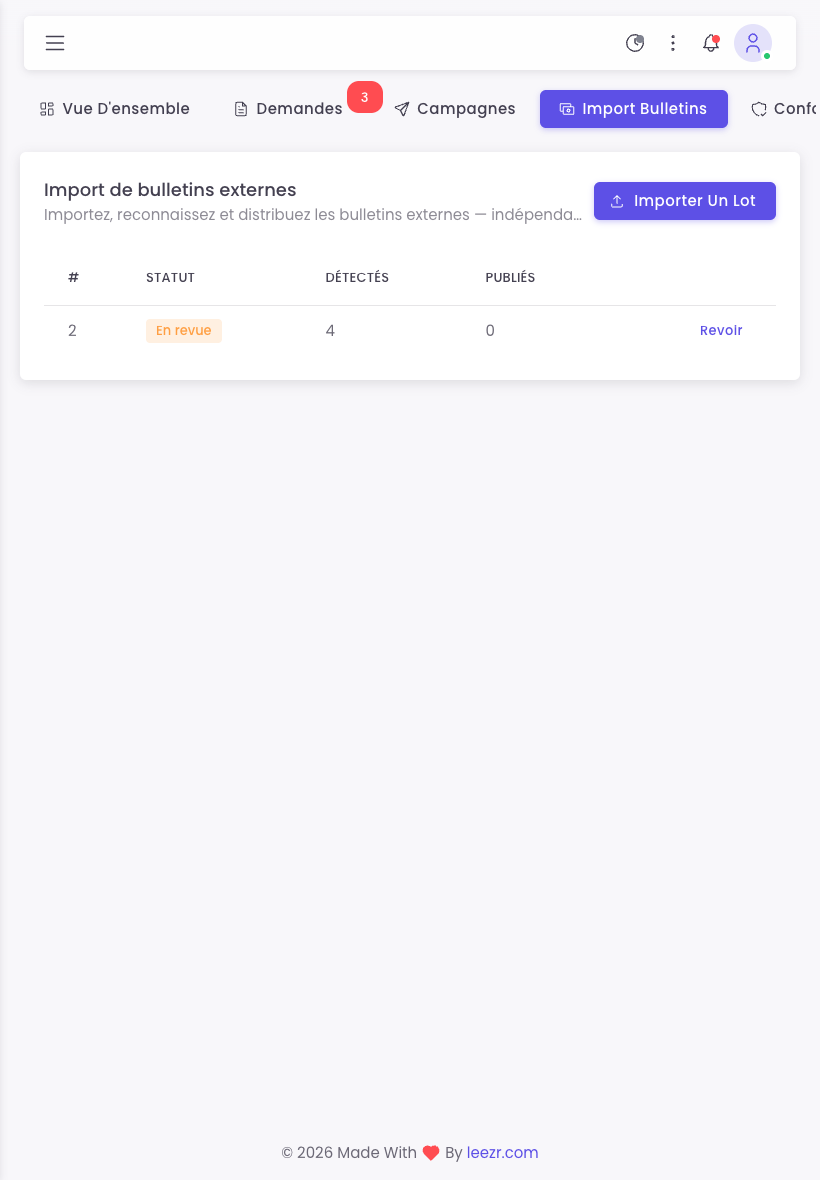 Vue D'ensemble
Demandes
3
Campagnes
Import Bulletins
Import de bulletins externes
Importez, reconnaissez et distribuez les bulletins externes — indépenda...
Importer Un Lot
# STATUT DÉTECTÉS PUBLIÉS
2 En revue 4 0 Revoir
© 2026 Made With By leezr.com